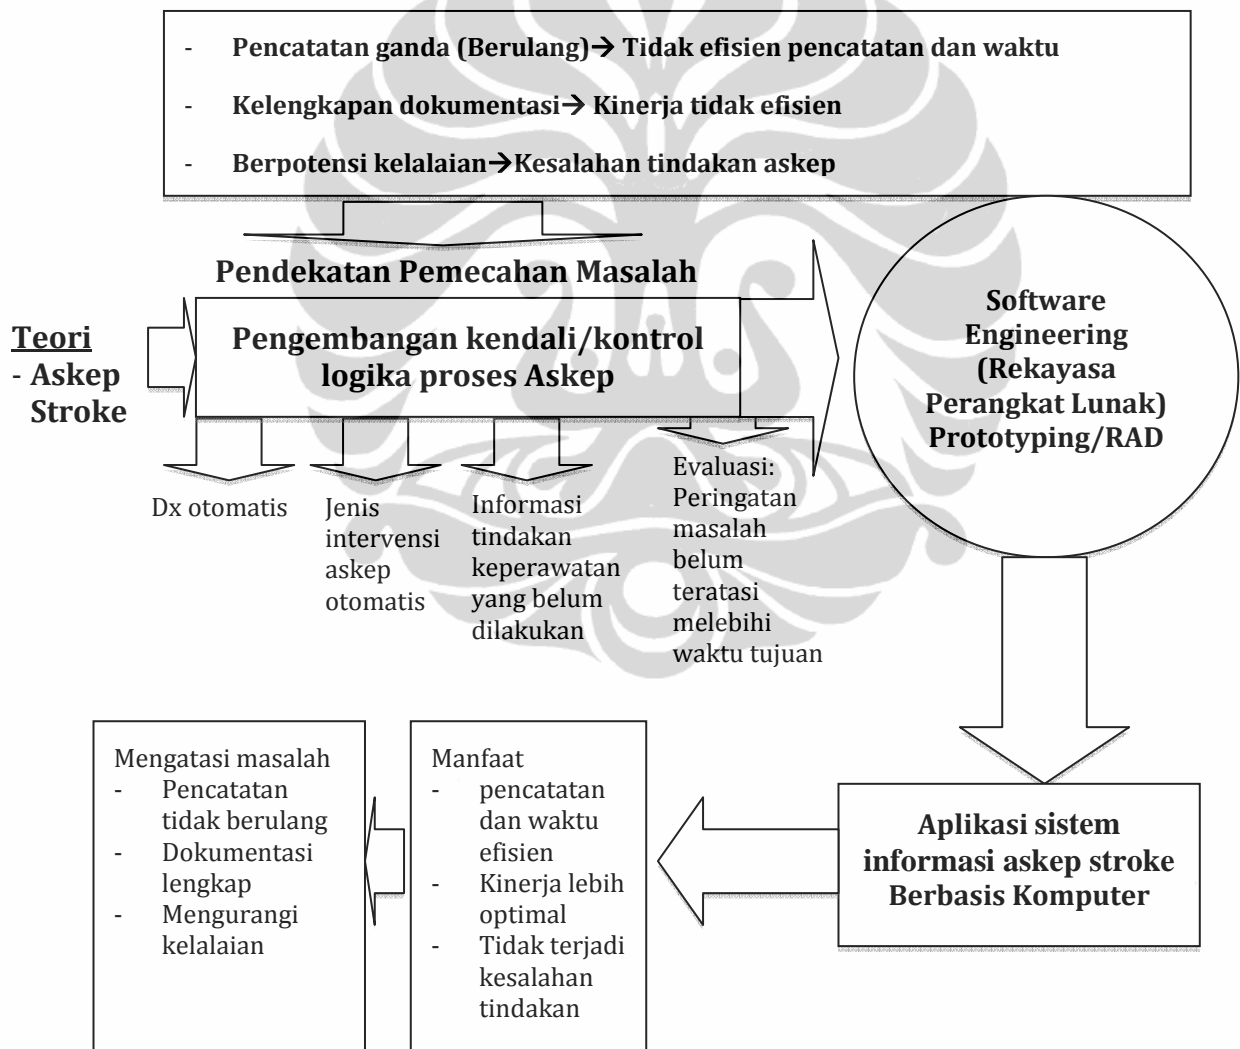 - Pencatatan ganda (Berulang)→ Tidak efisien pencatatan dan waktu
- Kelengkapan dokumentasi→ Kinerja tidak efisien
- Berpotensi kelalaian→Kesalahan tindakan askep
Pendekatan Pemecahan Masalah
Teori
- Askep
Stroke
Pengembangan kendali/kontrol
logika proses Askep
Software
Engineering
(Rekayasa
Perangkat Lunak)
Prototyping/RAD
Dx otomatis
Jenis
intervensi
askep
otomatis
Informasi
tindakan
keperawatan
yang belum
dilakukan
Evaluasi:
Peringatan
masalah
belum
teratasi
melebihi
waktu tujuan
Mengatasi masalah
- Pencatatan
tidak berulang
- Dokumentasi
lengkap
- Mengurangi
kelalaian
Manfaat
- pencatatan
dan waktu
efisien
- Kinerja lebih
optimal
- Tidak terjadi
kesalahan
tindakan
Aplikasi sistem
informasi askep stroke
Berbasis Komputer